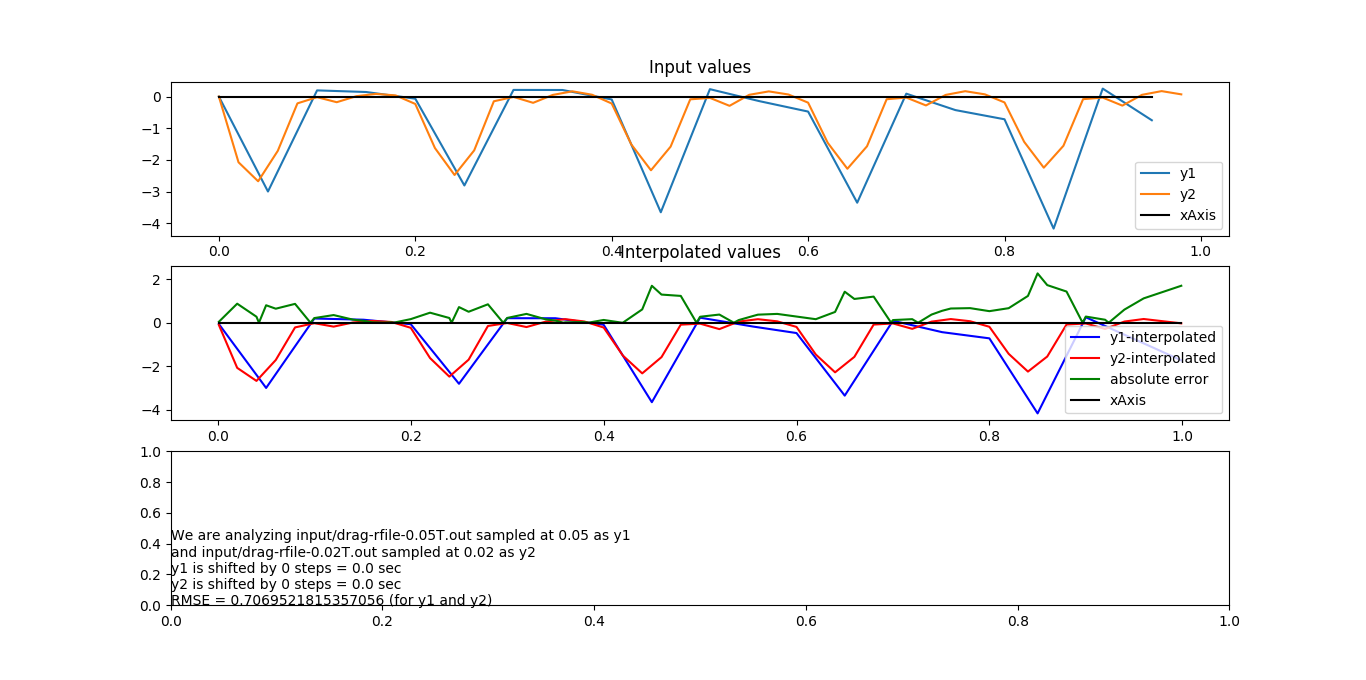 Input values
0
−1
−2
−3
−4
y1
y2
xAxis
0.0 0.2 0.4 0.6 0.8 1.0
Interpolated values
2
0
−2
−4
y1-interpolated
y2-interpolated
absolute error
xAxis
0.0 0.2 0.4 0.6 0.8 1.0
1.0
0.8
0.6
0.4
0.2
0.0
We are analyzing input/drag-rfile-0.05T.out sampled at 0.05 as y1
and input/drag-rfile-0.02T.out sampled at 0.02 as y2
y1 is shifted by 0 steps = 0.0 sec
y2 is shifted by 0 steps = 0.0 sec
RMSE = 0.7069521815357056 (for y1 and y2)
0.0 0.2 0.4 0.6 0.8 1.0